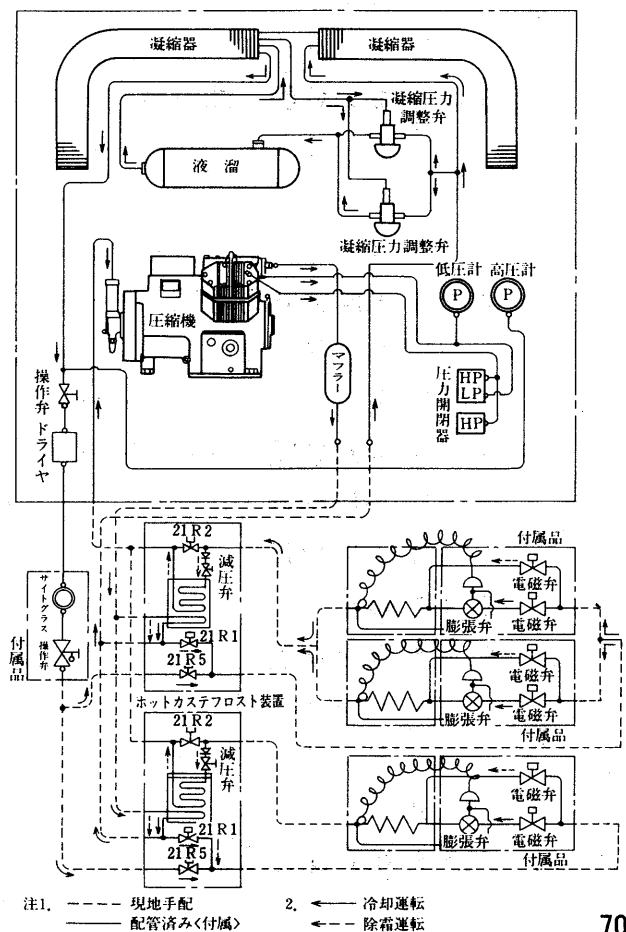 凝縮器
凝縮器
凝縮圧力
調整弁
液溜
凝縮圧力調整弁
低圧計
高圧計
P
P
圧縮機
マフラー
圧力開閉器
HP
LP
HP
操作弁
ドライヤ
21R2
減圧弁
付属品
電磁弁
サイトグラス
操作弁
付属品
21R1
膨張弁
電磁弁
21R5
電磁弁
ホットガステフロスト装置
膨張弁
電磁弁
付属品
21R2
減圧弁
電磁弁
21R1
膨張弁
電磁弁
21R5
付属品
注1. 現地手配
配管済み<付属>
2. 冷却運転
除霜運転
70